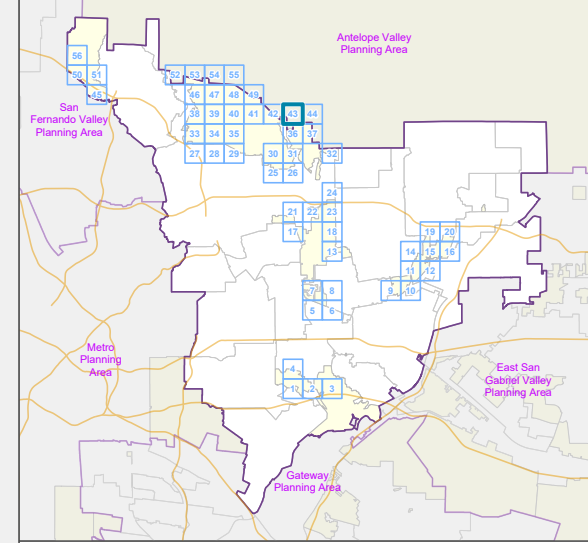 Antelope Valley
Planning Area
56
50 51
45
52 53 54 55
46 47 48 49
38 39 40 41 42 43 44
33 34 35 36 37
27 28 29 30 31 32
25 26
San
Fernando Valley
Planning Area
24
21 22 23
17 18
13
19 20
14 15 16
11 12
9 10
7 8
5 6
Metro
Planning
Area
4
1 2 3
East San
Gabriel Valley
Planning Area
Gateway
Planning Area